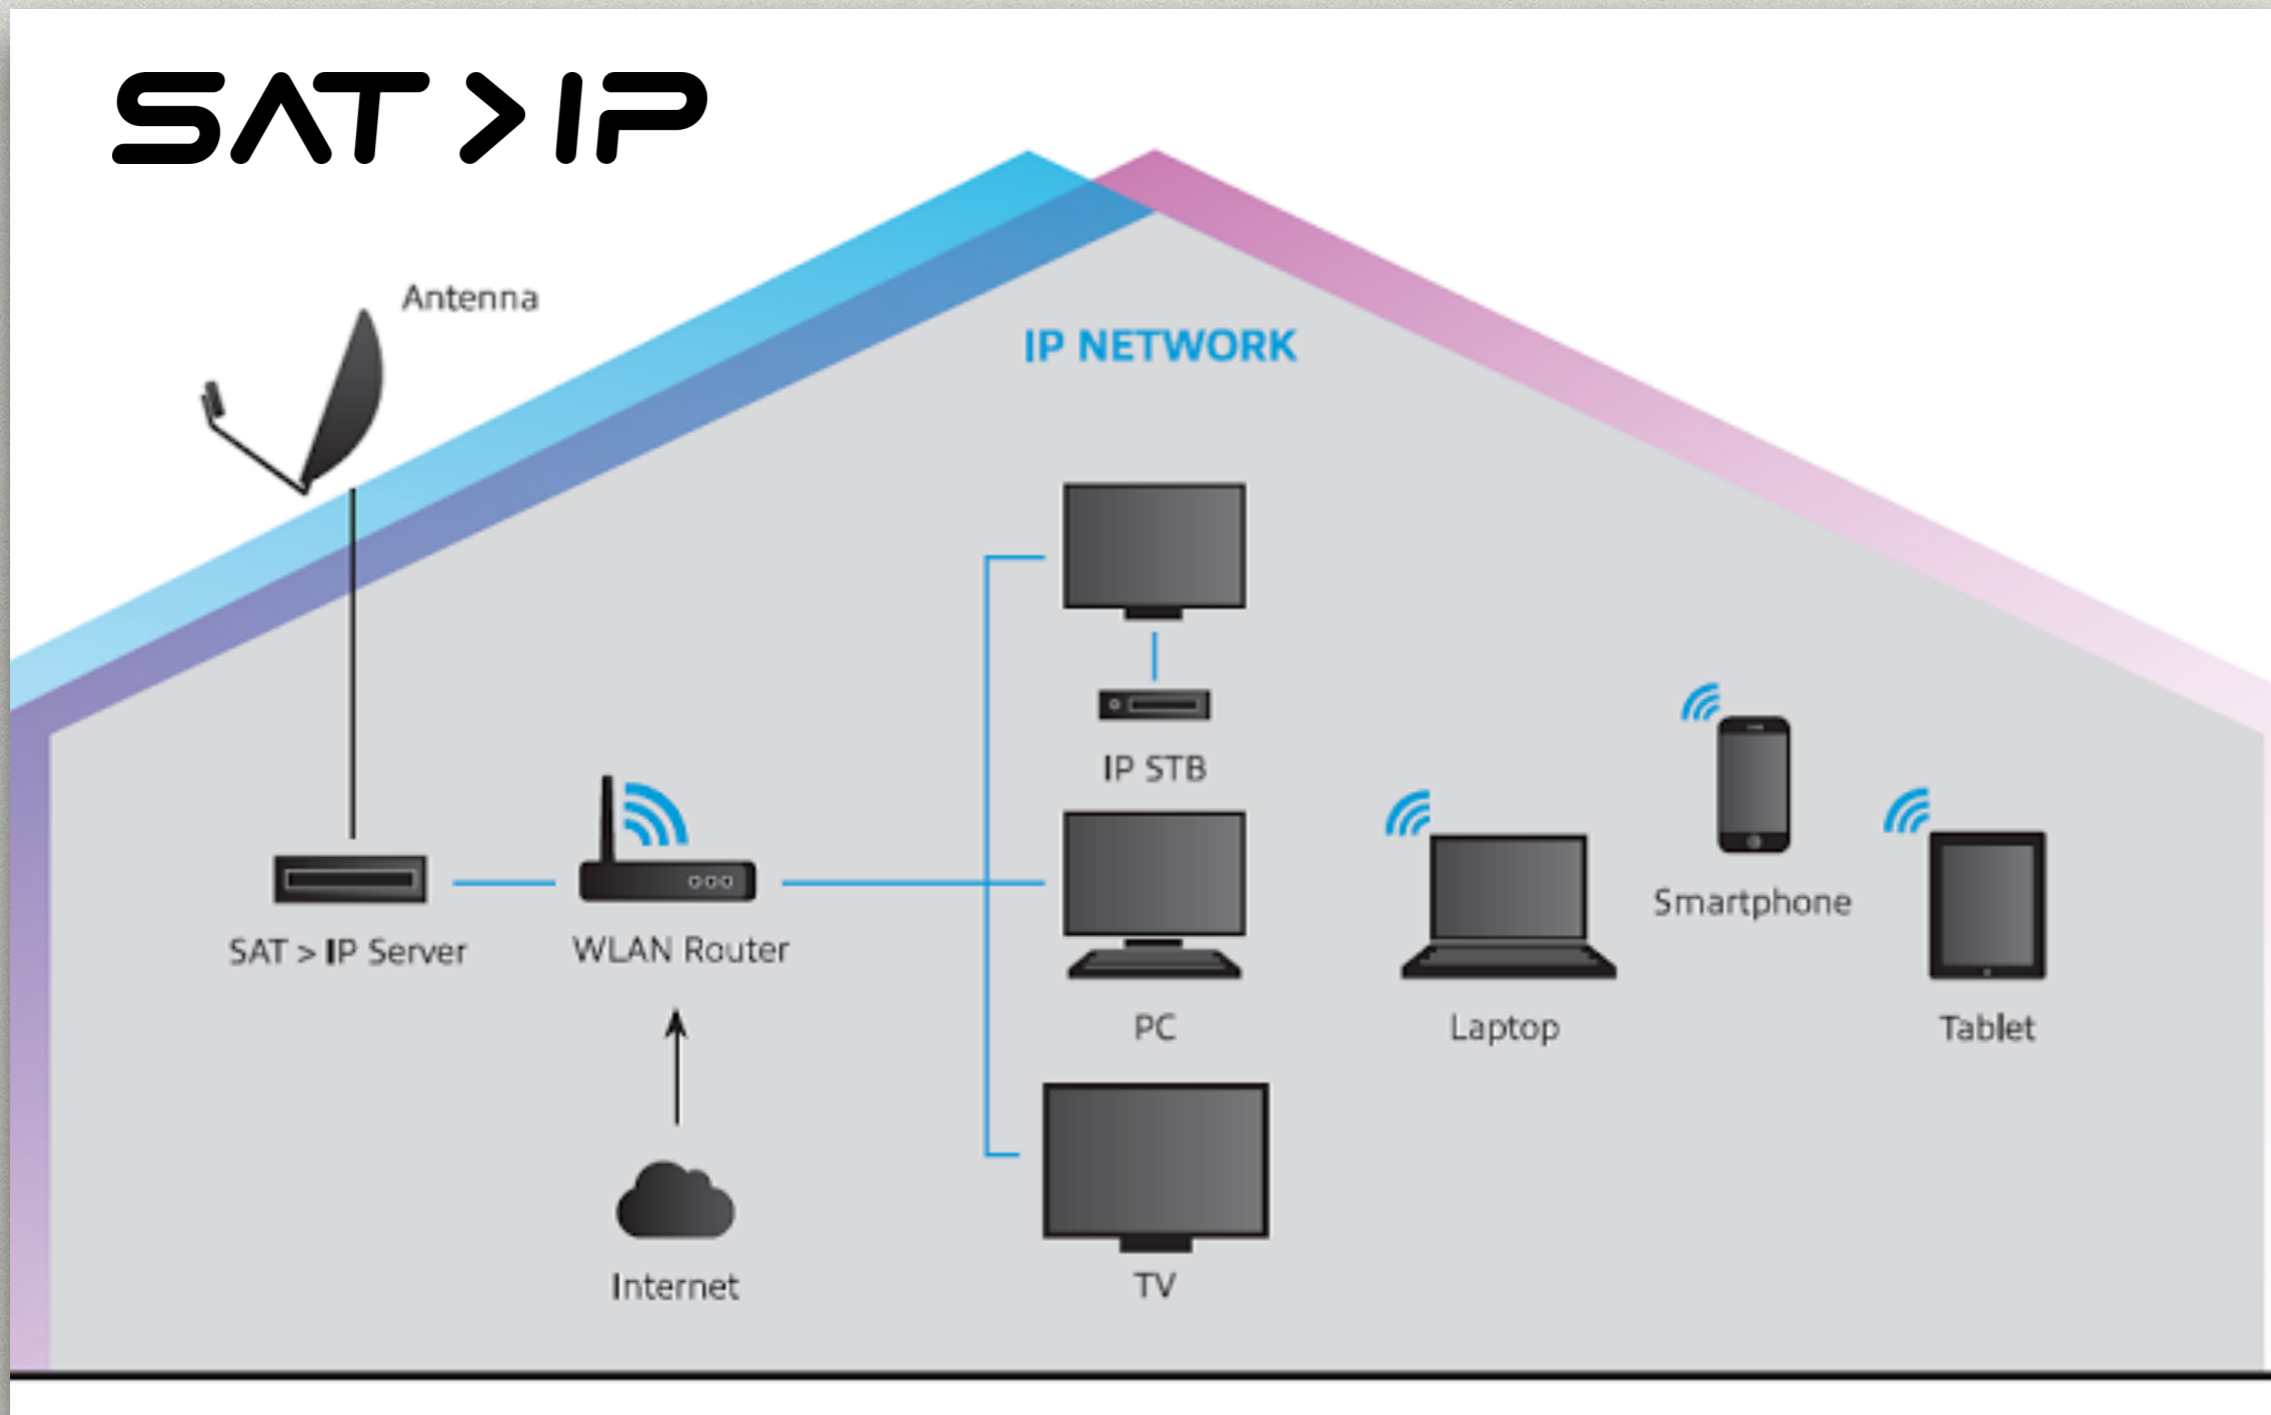 SAT>IP
Antenna
IP NETWORK
IP STB
SAT > IP Server
WLAN Router
Smartphone
PC
Laptop
Tablet
Internet
TV